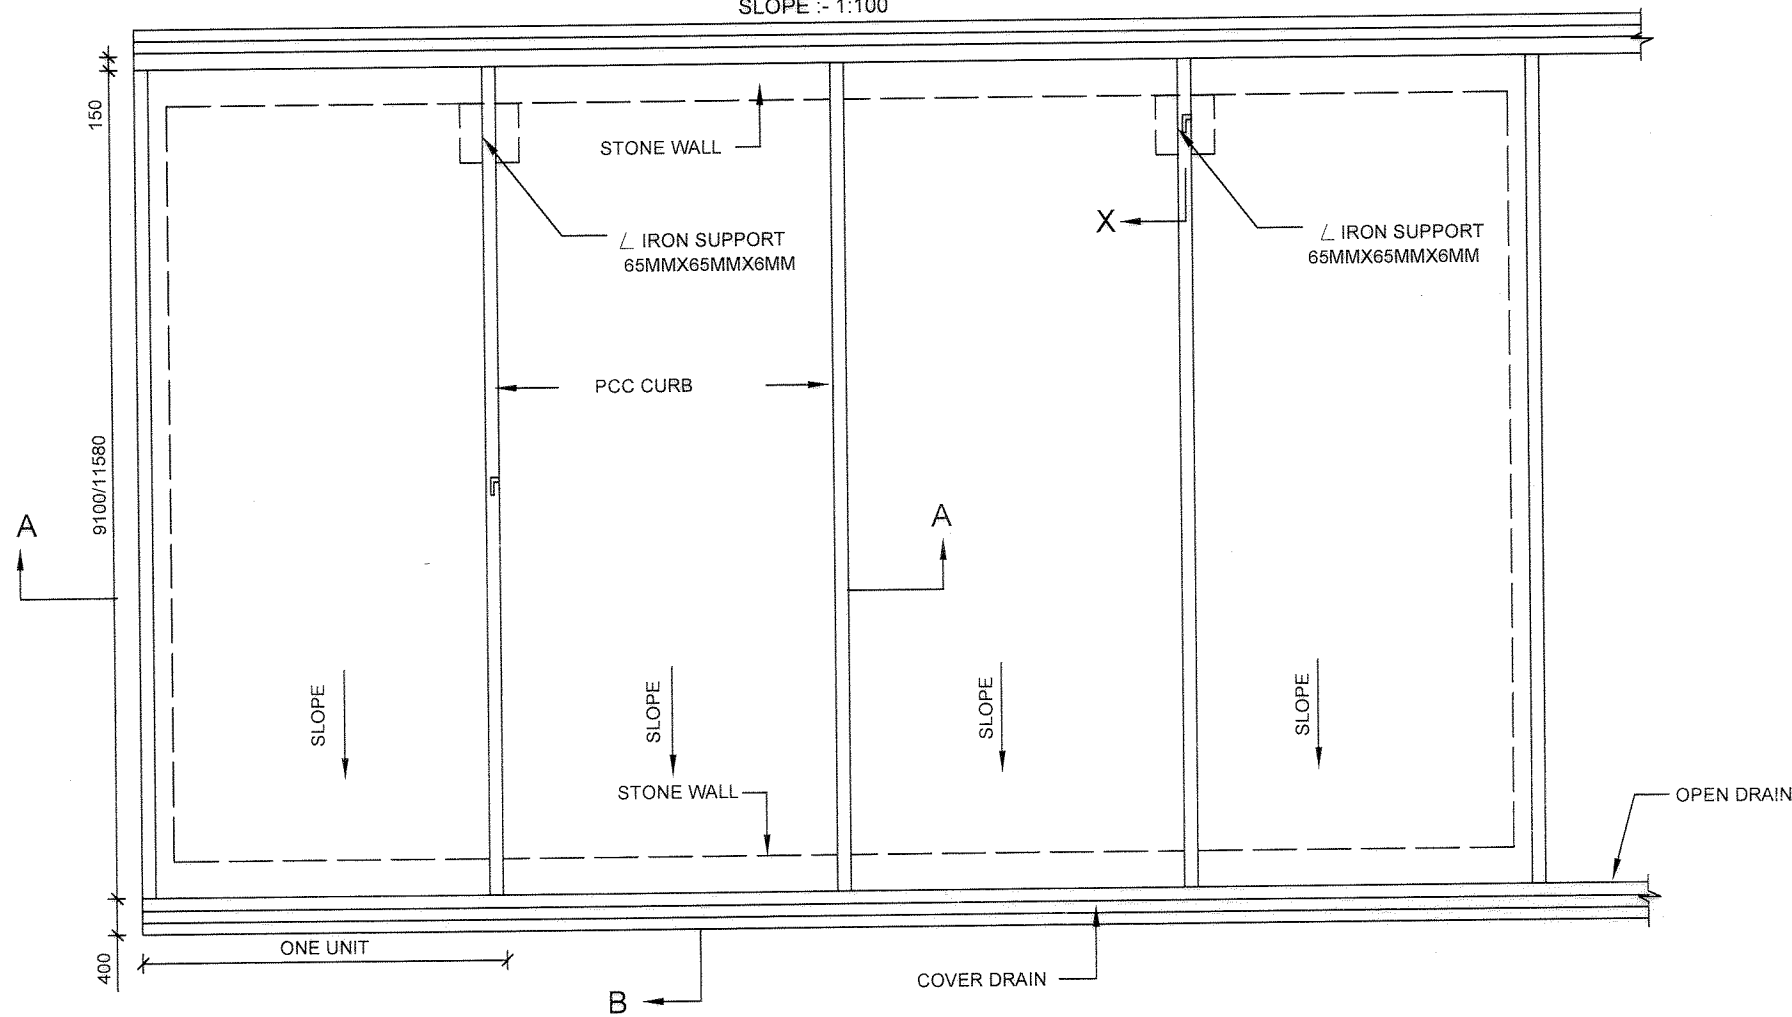 SLOPE :- 1:100
150
STONE WALL
∠ IRON SUPPORT
65MMX65MMX6MM
X
∠ IRON SUPPORT
65MMX65MMX6MM
PCC CURB
9100/11580
A
A
SLOPE
SLOPE
SLOPE
SLOPE
STONE WALL
OPEN DRAIN
ONE UNIT
400
COVER DRAIN
B